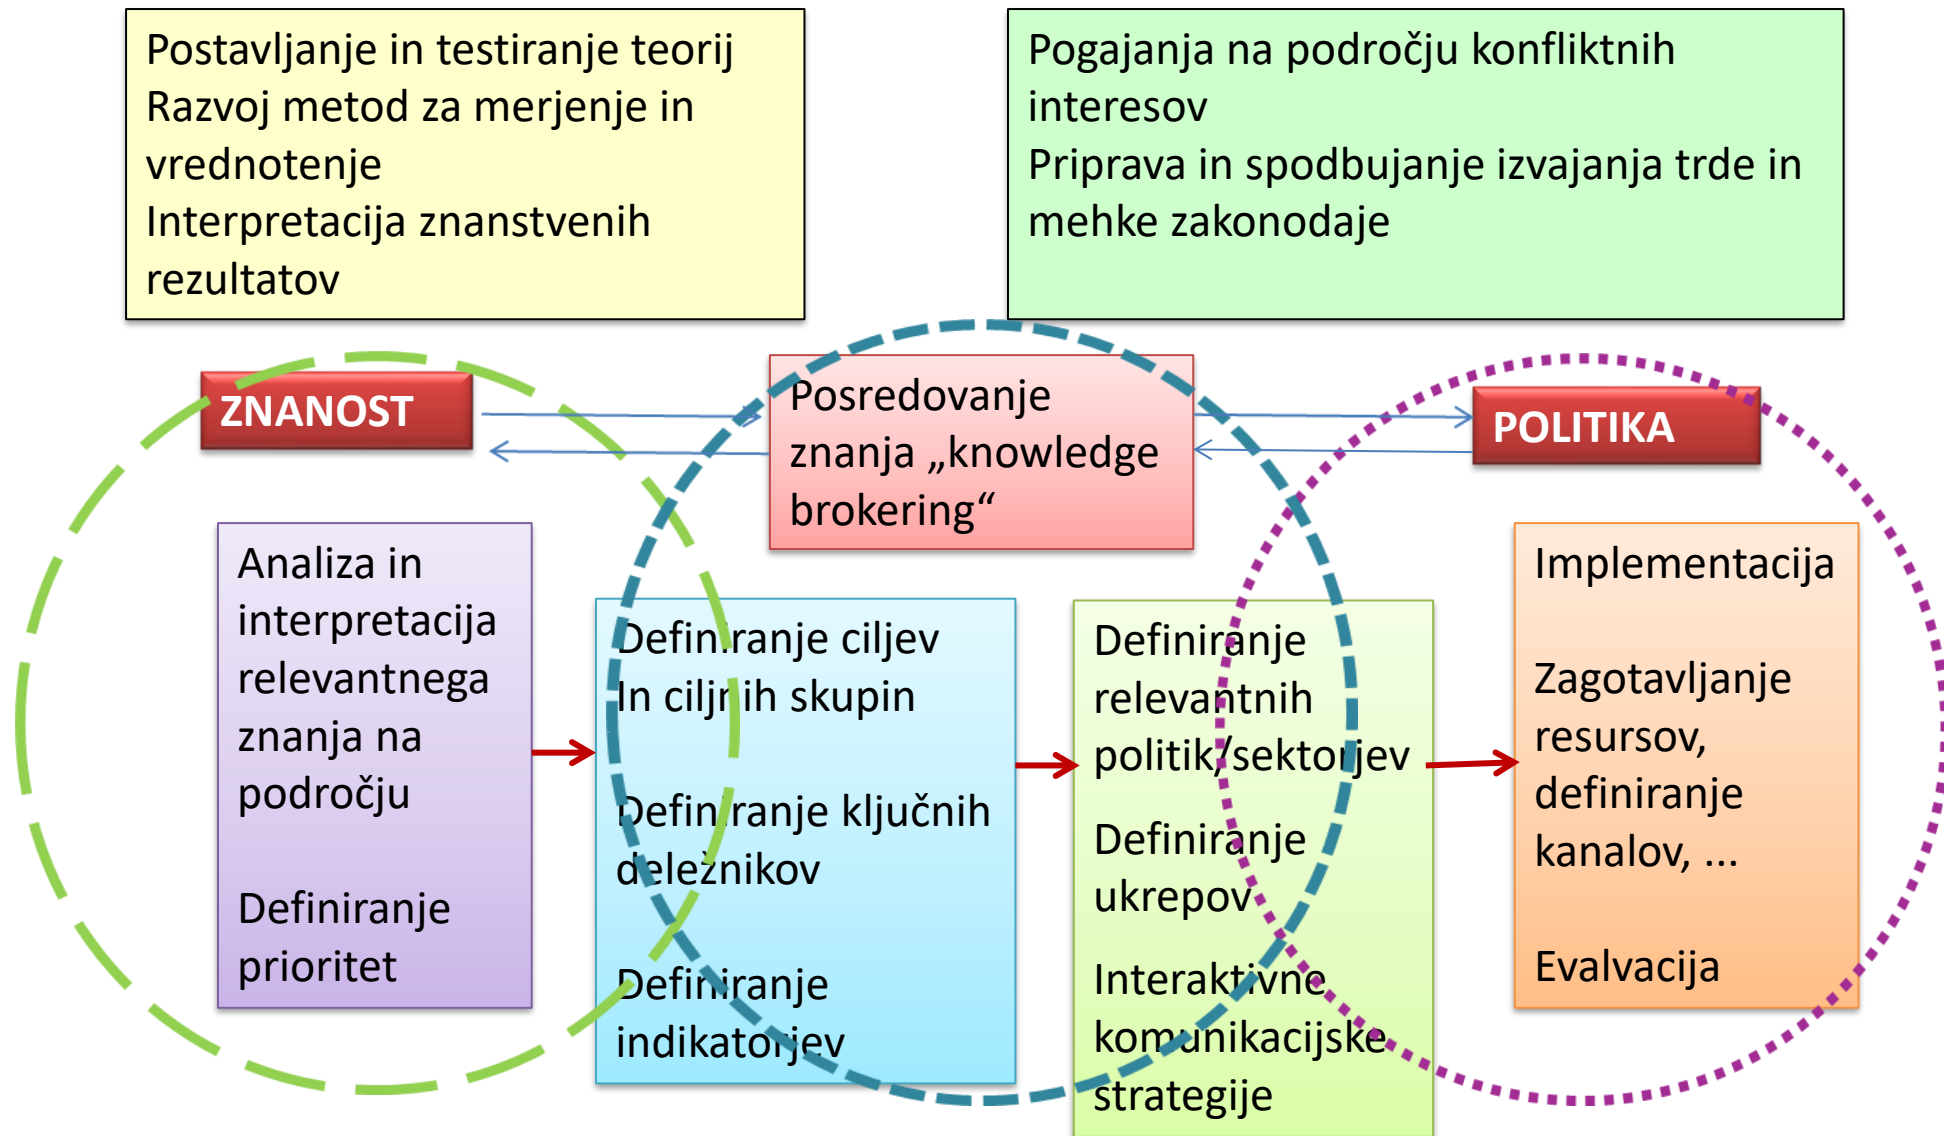 Postavljanje in testiranje teorij
Razvoj metod za merjenje in
vrednotenje
Interpretacija znanstvenih
rezultatov
Pogajanja na področju konfliktnih
interesov
Priprava in spodbujanje izvajanja trde in
mehke zakonodaje
ZNANOST
Posredovanje
znanja „knowledge
brokering“
POLITIKA
Analiza in
interpretacija
relevantnega
znanja na
področju
Definiranje
prioritet
Definiranje ciljev
In ciljnih skupin
Definiranje ključnih
deležnikov
Definiranje
indikatorjev
Definiranje
relevantnih
politik/sektorjev
Definiranje
ukrepov
Interaktivne
komunikacijske
strategije
Implementacija
Zagotavljanje
resursov,
definiranje
kanalov, ...
Evalvacija